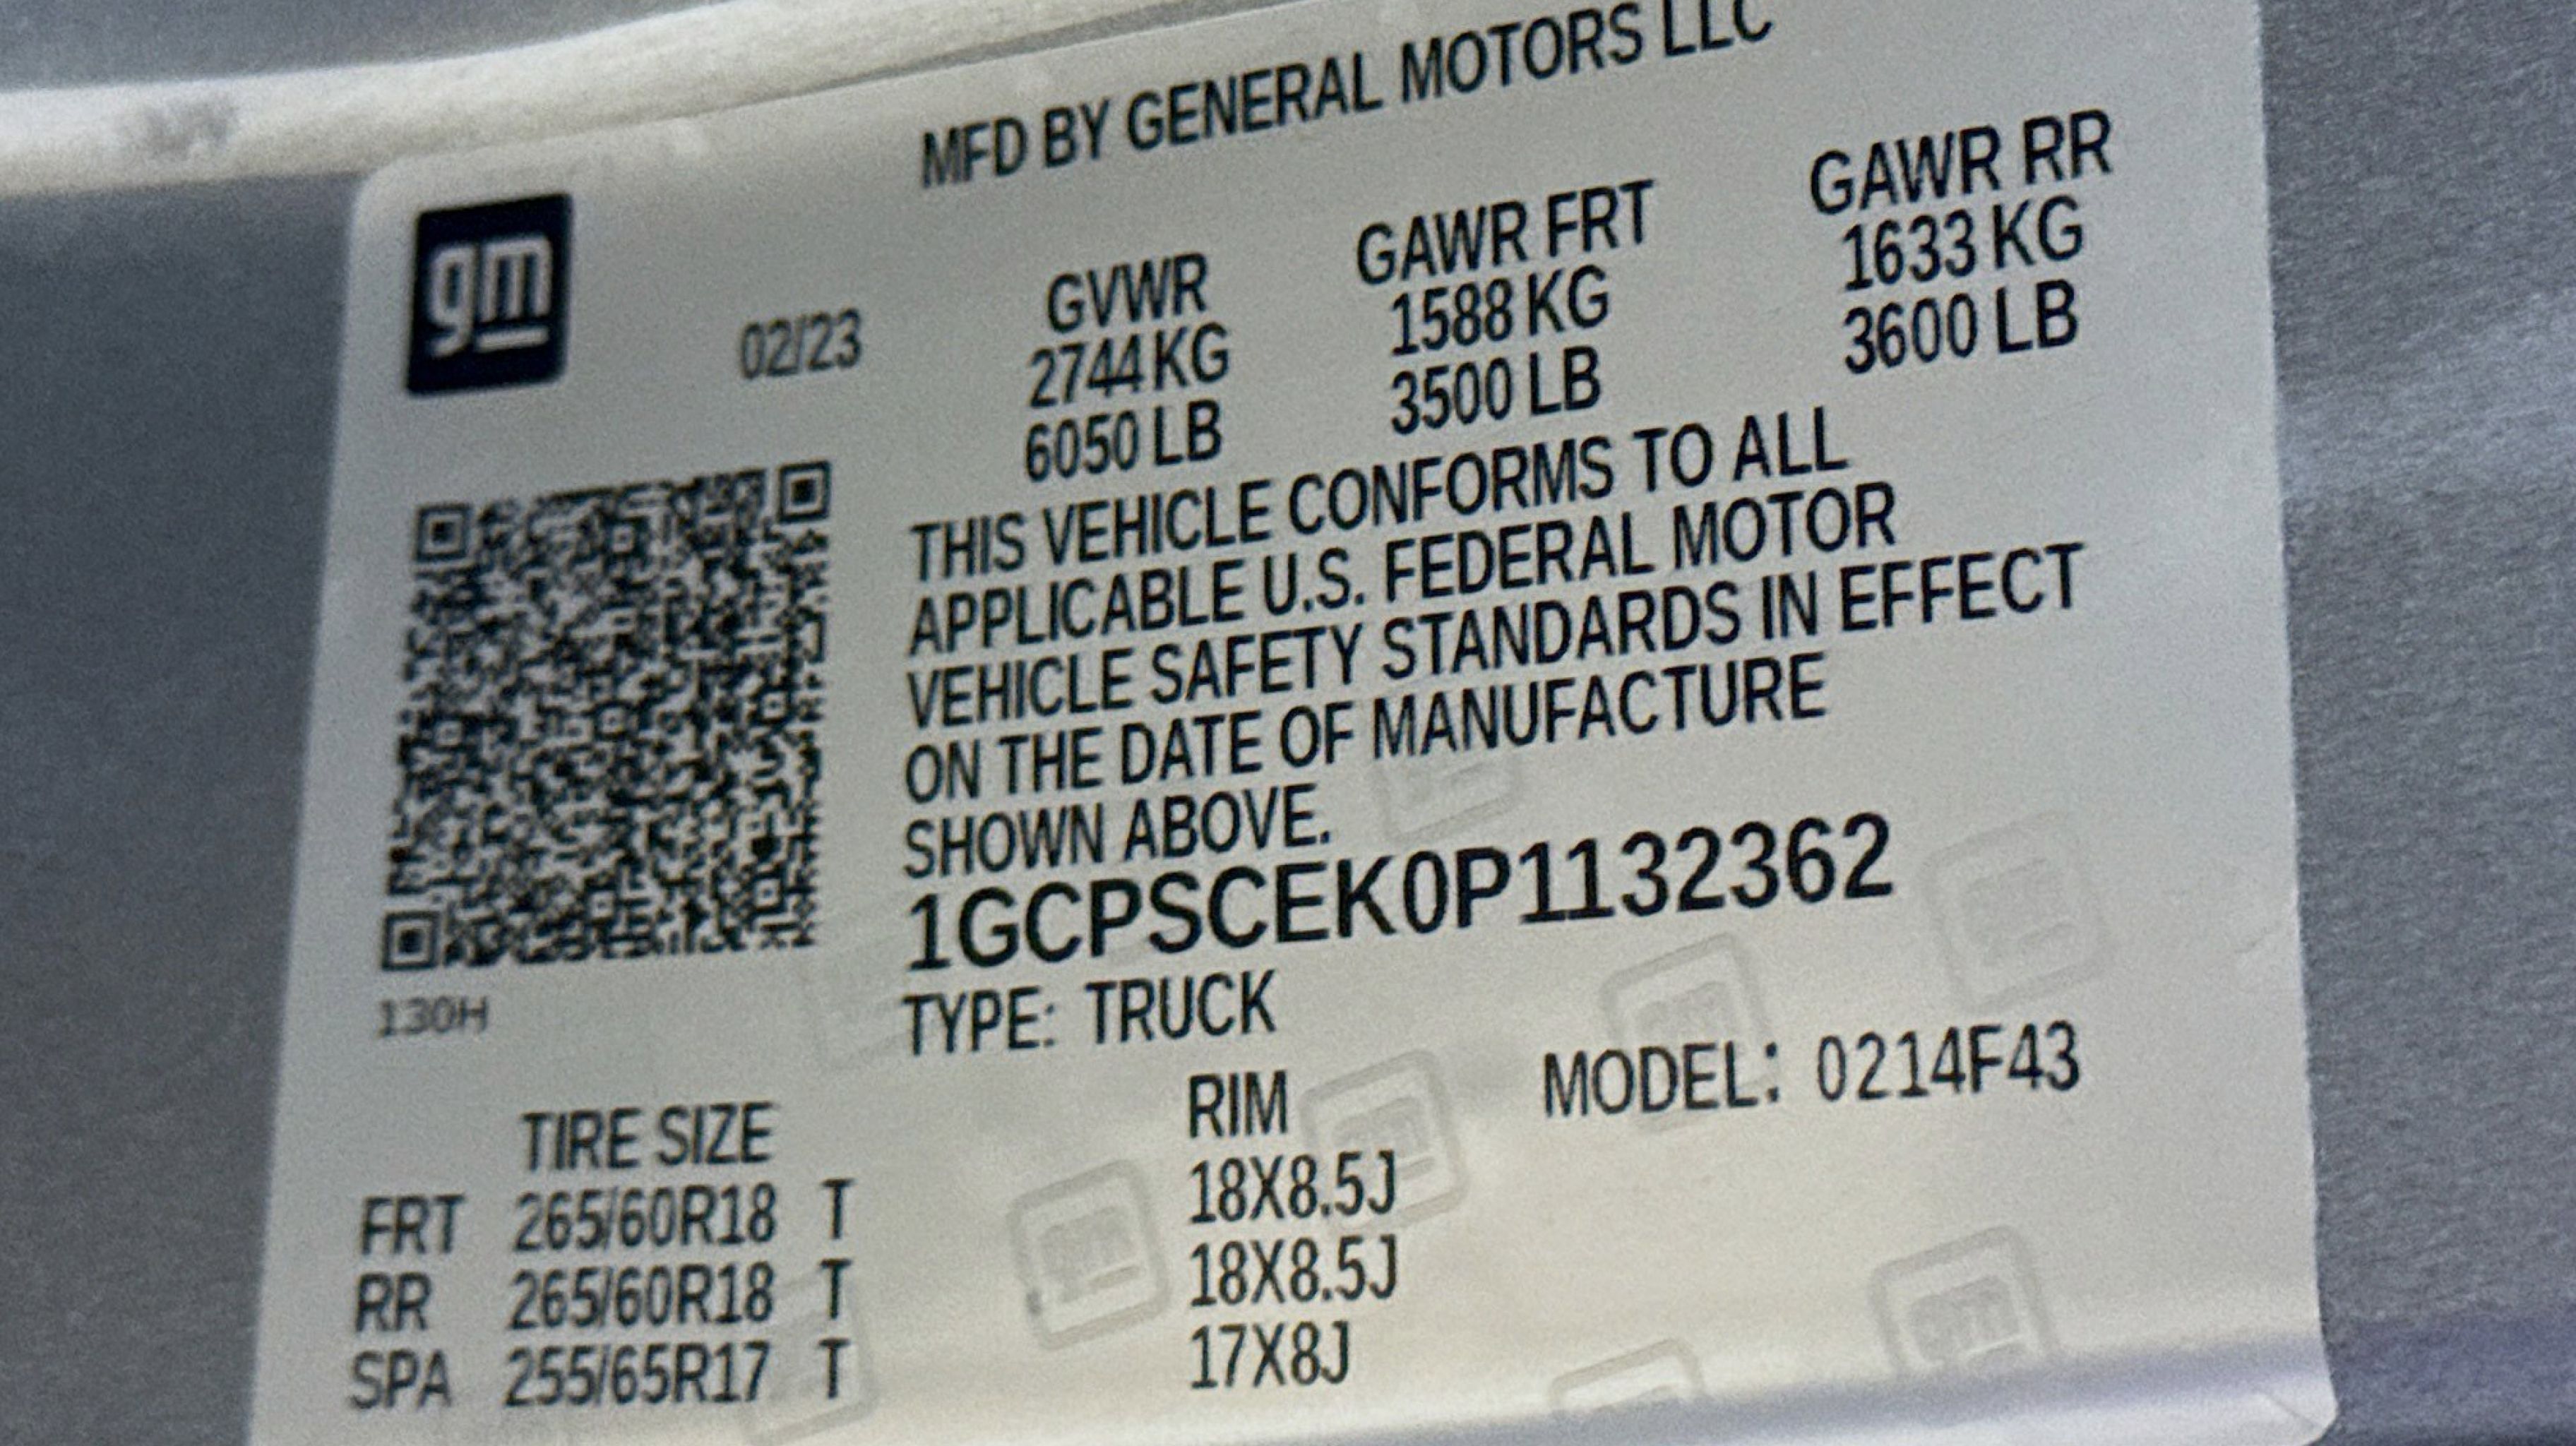 MFD BY GENERAL MOTORS LLC
gm
02/23
GVWR GAWR FRT GAWR RR
2744 KG 1588 KG 1633 KG
6050 LB 3500 LB 3600 LB
THIS VEHICLE CONFORMS TO ALL
APPLICABLE U.S. FEDERAL MOTOR
VEHICLE SAFETY STANDARDS IN EFFECT
ON THE DATE OF MANUFACTURE
SHOWN ABOVE.
1GCPSCEK0P1132362
130H
TYPE: TRUCK
MODEL: 0214F43
TIRE SIZE RIM
FRT 265/60R18 T 18X8.5J
RR 265/60R18 T 18X8.5J
SPA 255/65R17 T 17X8J